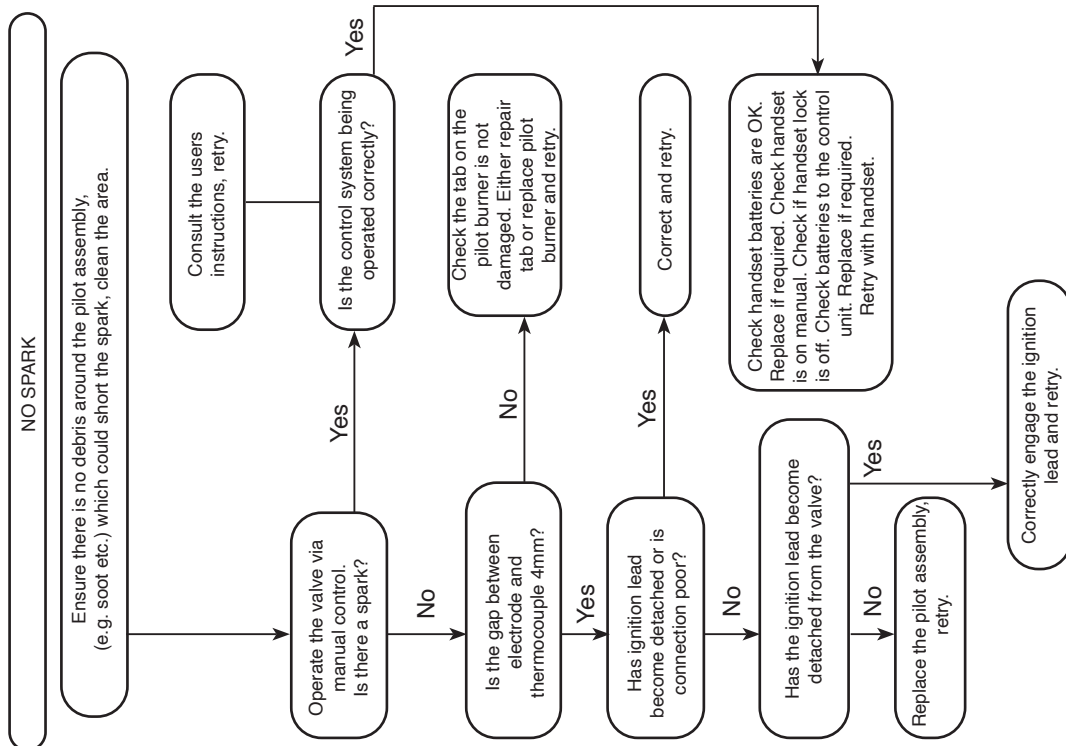 NO SPARK
Ensure there is no debris around the pilot assembly,
(e.g. soot etc.) which could short the spark, clean the area.
Operate the valve via
manual control.
Is there a spark?
Yes
Is the control system being
operated correctly?
Consult the users
instructions, retry.
Yes
No
Is the gap between
electrode and
thermocouple 4mm?
No
Check the tab on the
pilot burner is not
damaged. Either repair
tab or replace pilot
burner and retry.
Yes
Has ignition lead
become detached or is
connection poor?
Yes
Correct and retry.
No
Has the ignition lead become
detached from the valve?
Check handset batteries are OK.
Replace if required. Check handset
is on manual. Check if handset lock
is off. Check batteries to the control
unit. Replace if required.
Retry with handset.
No
Yes
Replace the pilot assembly,
retry.
Correctly engage the ignition
lead and retry.